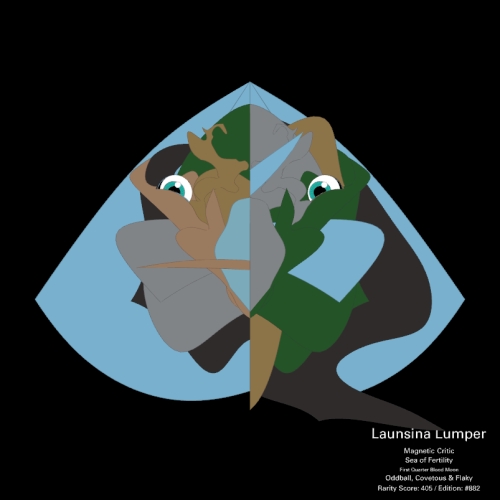 Launsina Lumper
Magnetic Critic
Sea of Fertility
First Quarter Blood Moon
Oddball, Covetous & Flaky
Rarity Score: 405 / Edition: #882